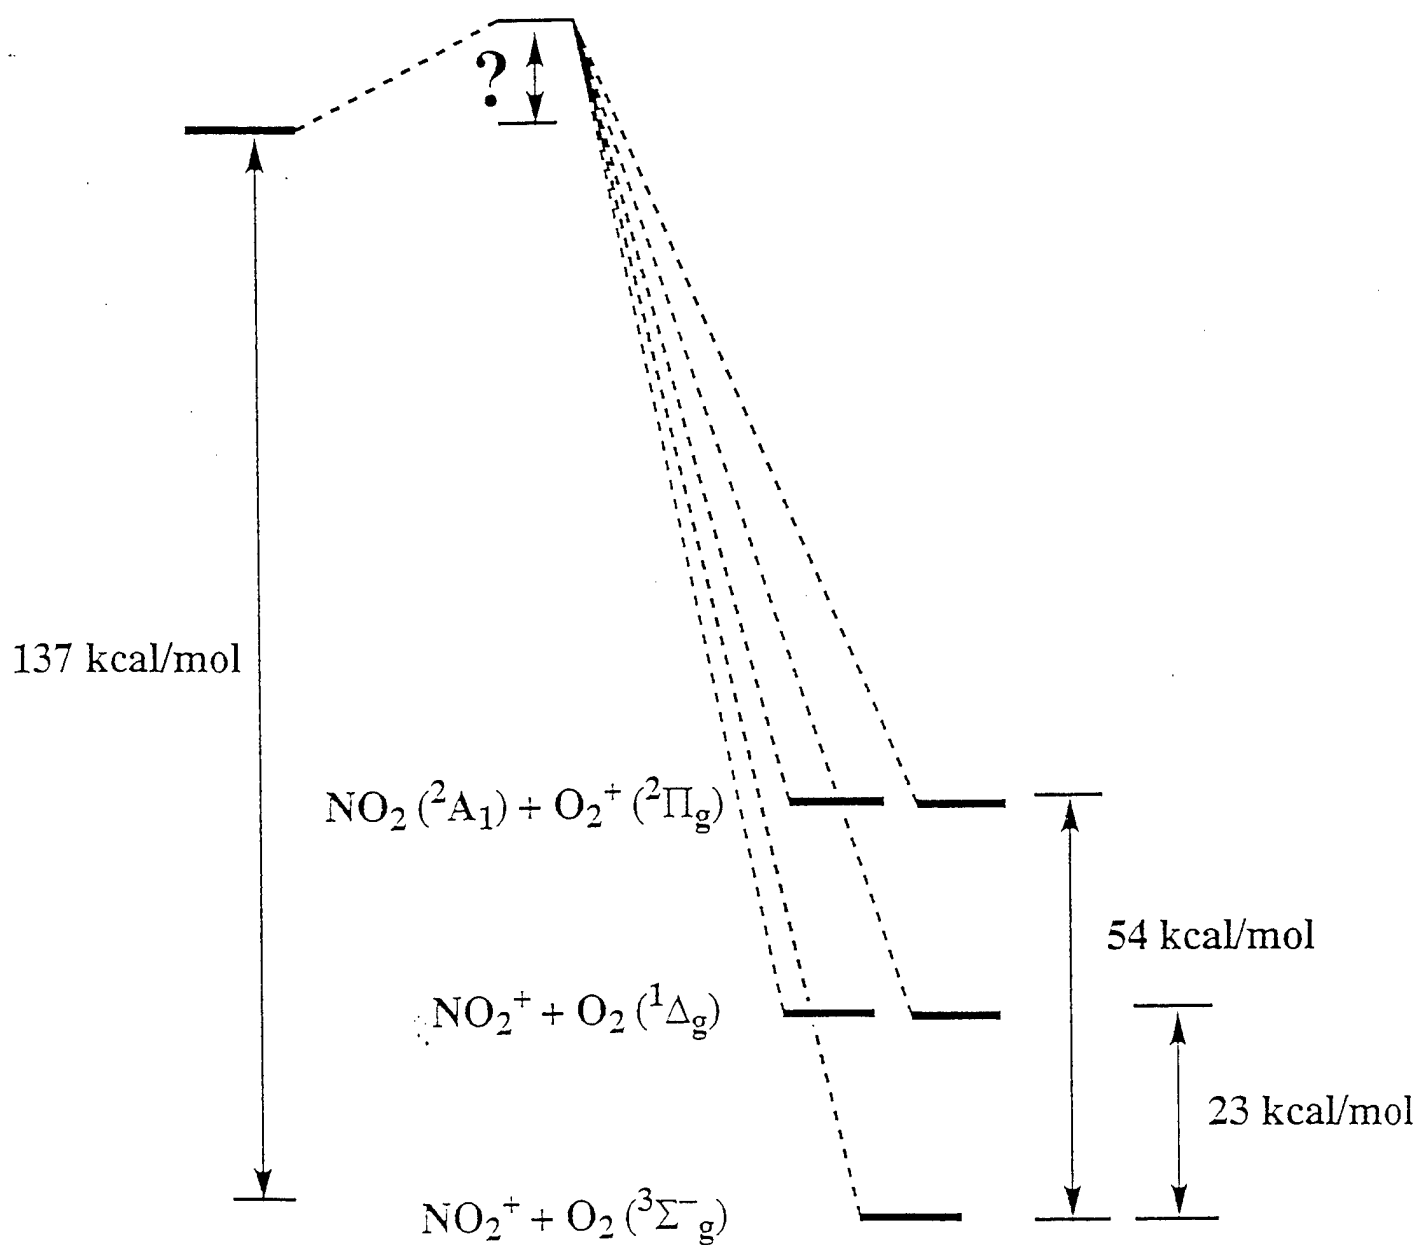 ?
137 kcal/mol
NO₂ (²A₁) + O₂⁺ (²Πg)
54 kcal/mol
NO₂⁺ + O₂ (¹Δg)
23 kcal/mol
NO₂⁺ + O₂ (³Σ⁻g)